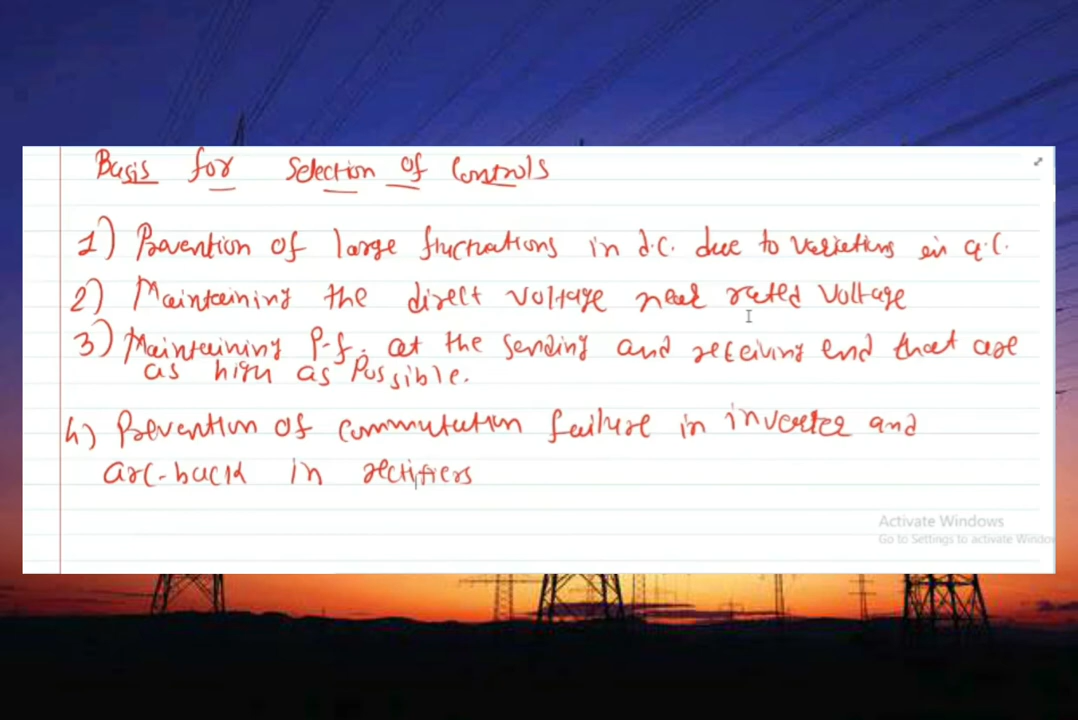 Basis for Selection of Controls
1) Prevention of large fluctuations in d.c. due to variations in a.c.
2) Maintaining the direct voltage near rated voltage
3) Maintaining P.f. at the sending and receiving end that are
as high as possible.
4) Prevention of commutation failure in inverter and
arc-back in rectifiers
Activate Windows
Go to Settings to activate Windo